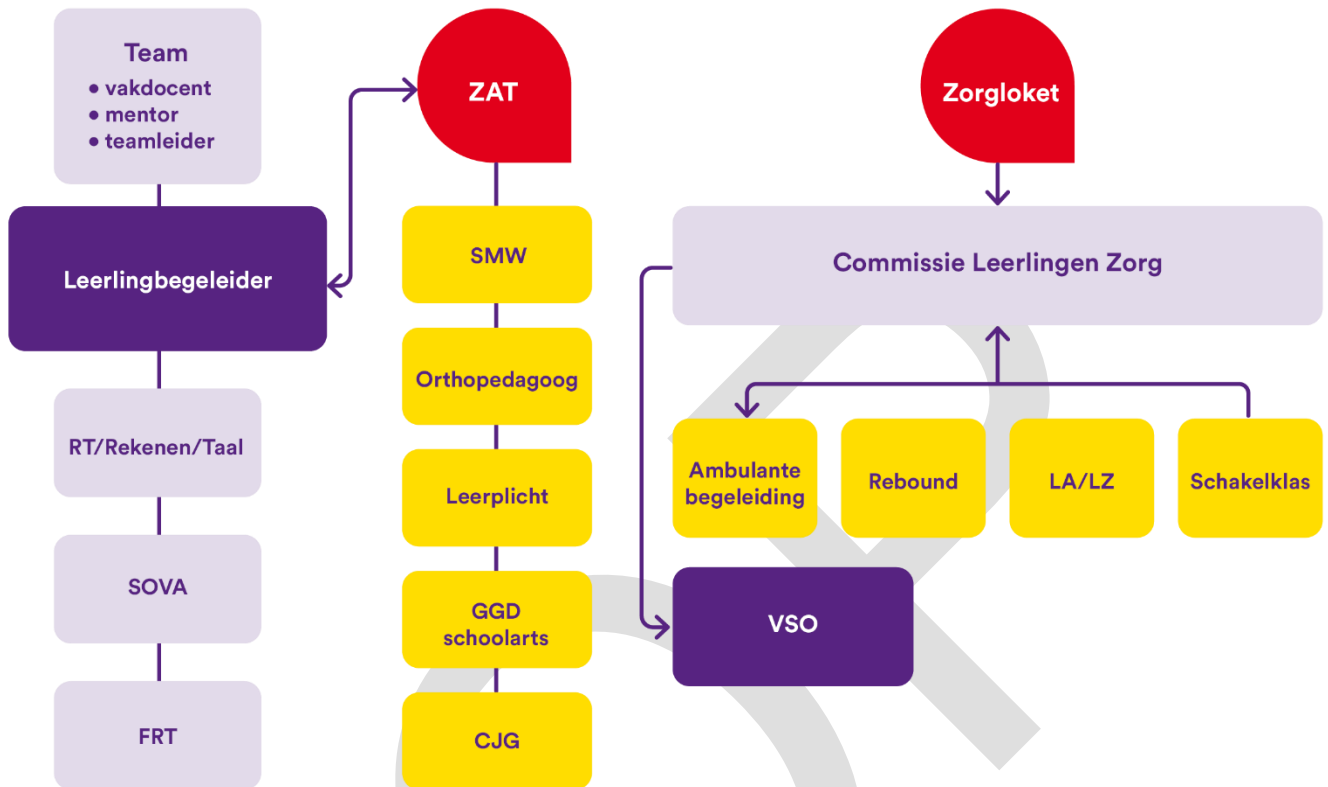 Team
• vakdocent
• mentor
• teamleider
Leerlingbegeleider
RT/Rekenen/Taal
SOVA
FRT
ZAT
SMW
Orthopedagoog
Leerplicht
GGD
schoolarts
CJG
Zorgloket
Commissie Leerlingen Zorg
Ambulante
begeleiding
Rebound
LA/LZ
Schakelklas
VSO